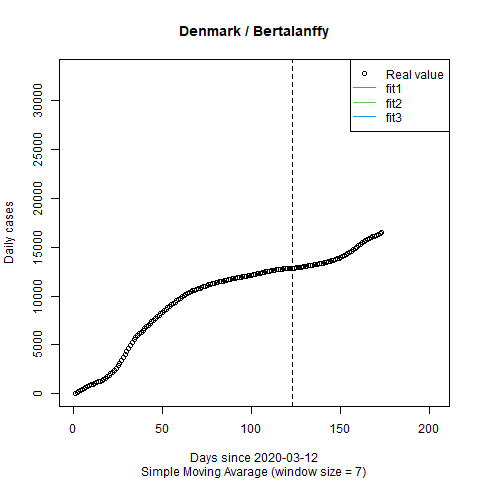 Denmark / Bertalanffy
Real value
fit1
fit2
fit3
Daily cases
30000
25000
20000
15000
10000
5000
0
0 50 100 150 200
Days since 2020-03-12
Simple Moving Avarage (window size = 7)